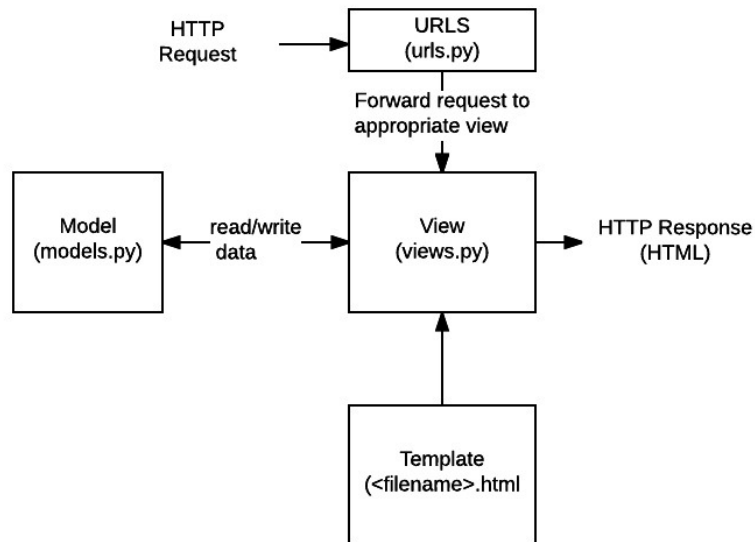 HTTP
Request
URLS
(urls.py)
Forward request to
appropriate view
Model
(models.py)
read/write
data
View
(views.py)
HTTP Response
(HTML)
Template
(<filename>.html